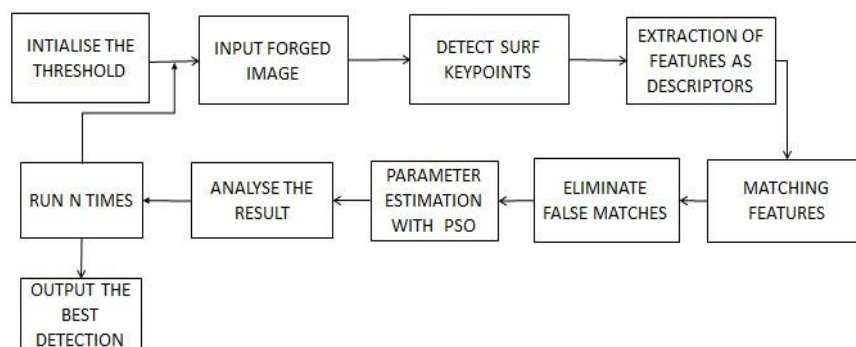 INTIALISE THE
THRESHOLD
INPUT FORGED
IMAGE
DETECT SURF
KEYPOINTS
EXTRACTION OF
FEATURES AS
DESCRIPTORS
MATCHING
FEATURES
ELIMINATE
FALSE MATCHES
PARAMETER
ESTIMATION
WITH PSO
ANALYSE THE
RESULT
RUN N TIMES
OUTPUT THE
BEST
DETECTION